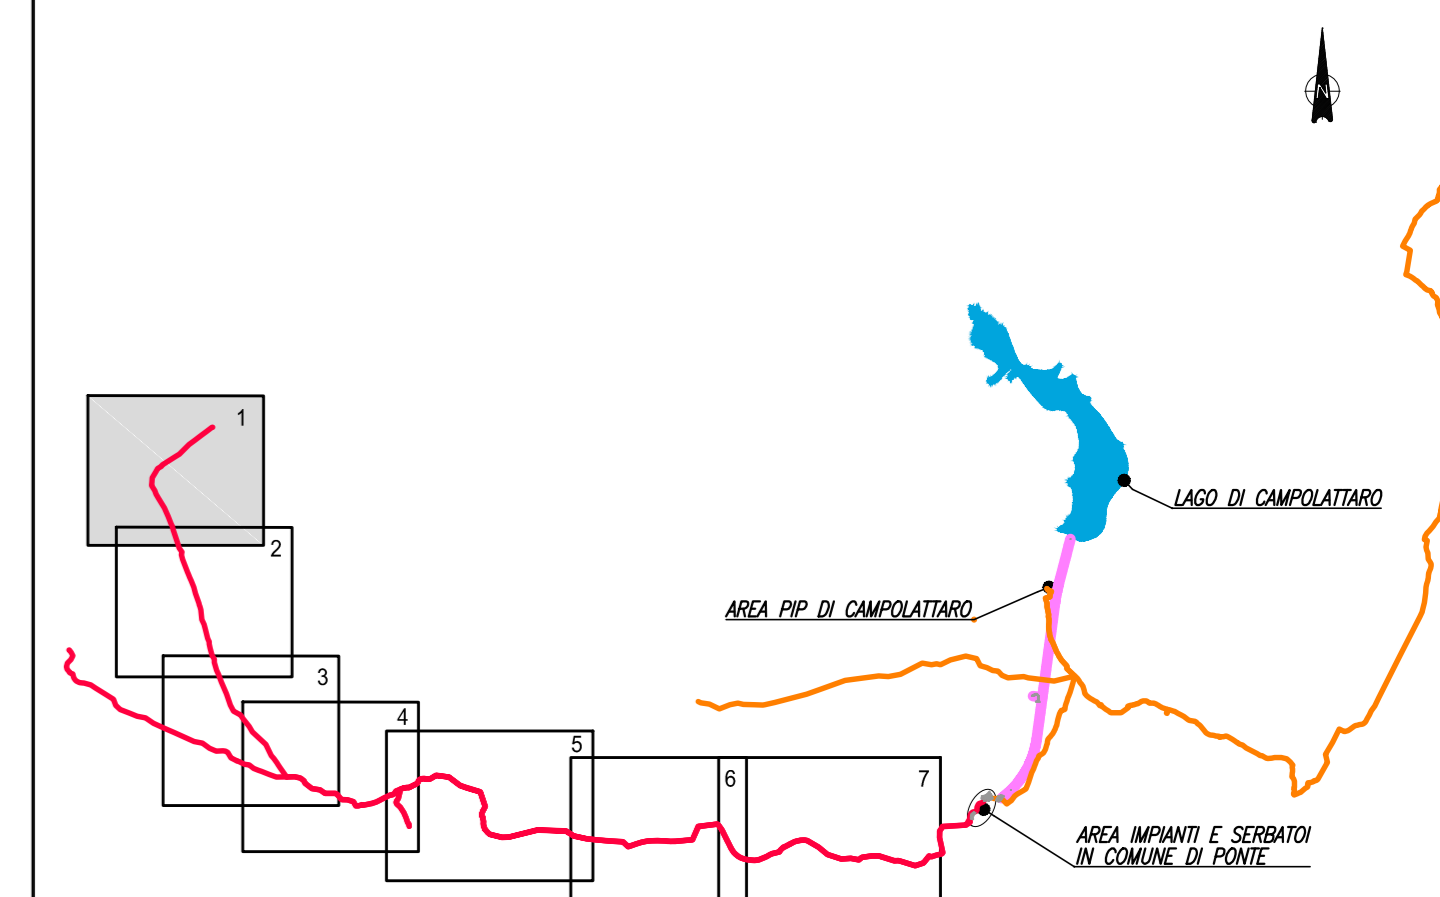 N
1
2
LAGO DI CAMPOLATTARO
AREA PIP DI CAMPOLATTARO
3
4
5
6
7
AREA IMPIANTI E SERBATOI
IN COMUNE DI PONTE